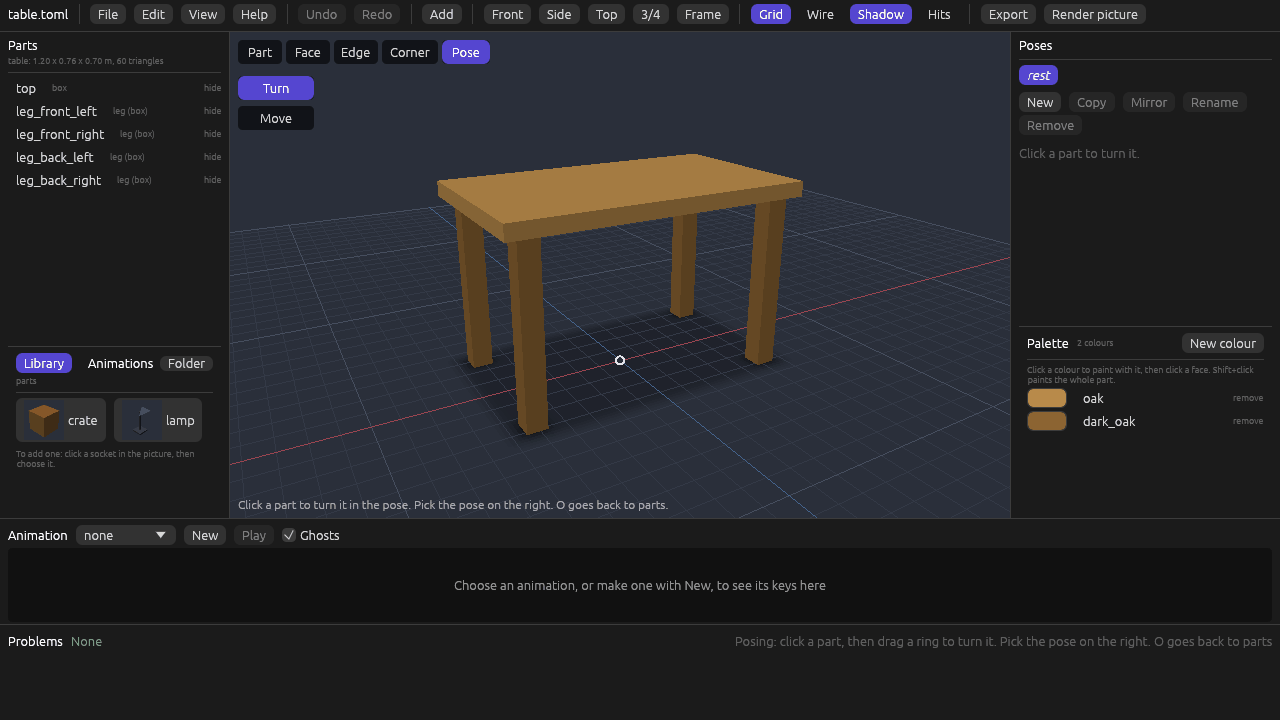 table.toml File Edit View Help Undo Redo Add Front Side Top 3/4 Frame Grid Wire Shadow Hits Export Render picture
Parts
table: 1.20 x 0.76 x 0.70 m, 60 triangles
top box hide
leg_front_left leg (box) hide
leg_front_right leg (box) hide
leg_back_left leg (box) hide
leg_back_right leg (box) hide
Library Animations Folder
parts
crate lamp
To add one: click a socket in the picture, then
choose it.
Part Face Edge Corner Pose
Turn
Move
Click a part to turn it in the pose. Pick the pose on the right. O goes back to parts.
Poses
rest
New Copy Mirror Rename
Remove
Click a part to turn it.
Palette 2 colours New colour
Click a colour to paint with it, then click a face. Shift+click
paints the whole part.
oak remove
dark_oak remove
Animation none New Play Ghosts
Choose an animation, or make one with New, to see its keys here
Problems None
Posing: click a part, then drag a ring to turn it. Pick the pose on the right. O goes back to parts